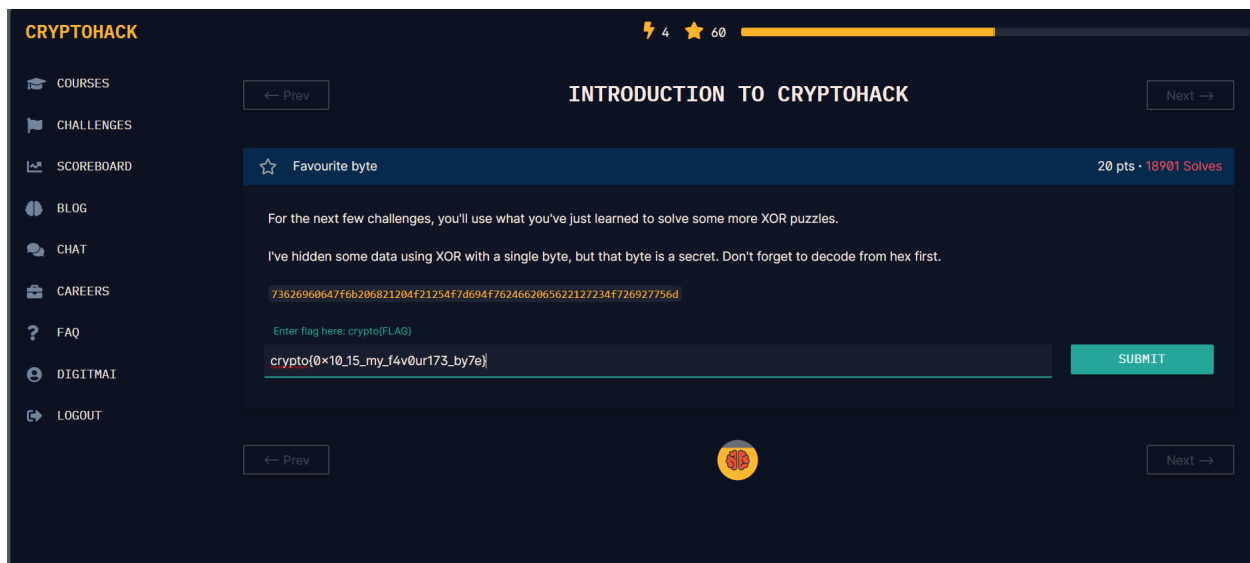 CRYPTOHACK
4 60
COURSES
CHALLENGES
SCOREBOARD
BLOG
CHAT
CAREERS
FAQ
DIGITMAI
LOGOUT
← Prev
INTRODUCTION TO CRYPTOHACK
Next →
Favourite byte
20 pts · 18901 Solves
For the next few challenges, you'll use what you've just learned to solve some more XOR puzzles.
I've hidden some data using XOR with a single byte, but that byte is a secret. Don't forget to decode from hex first.
73626960647f6b206821204f21254f7d694f7624662065622127234f726927756d
Enter flag here: crypto{FLAG}
crypto{0×10_15_my_f4v0ur173_by7e}
SUBMIT
← Prev
Next →